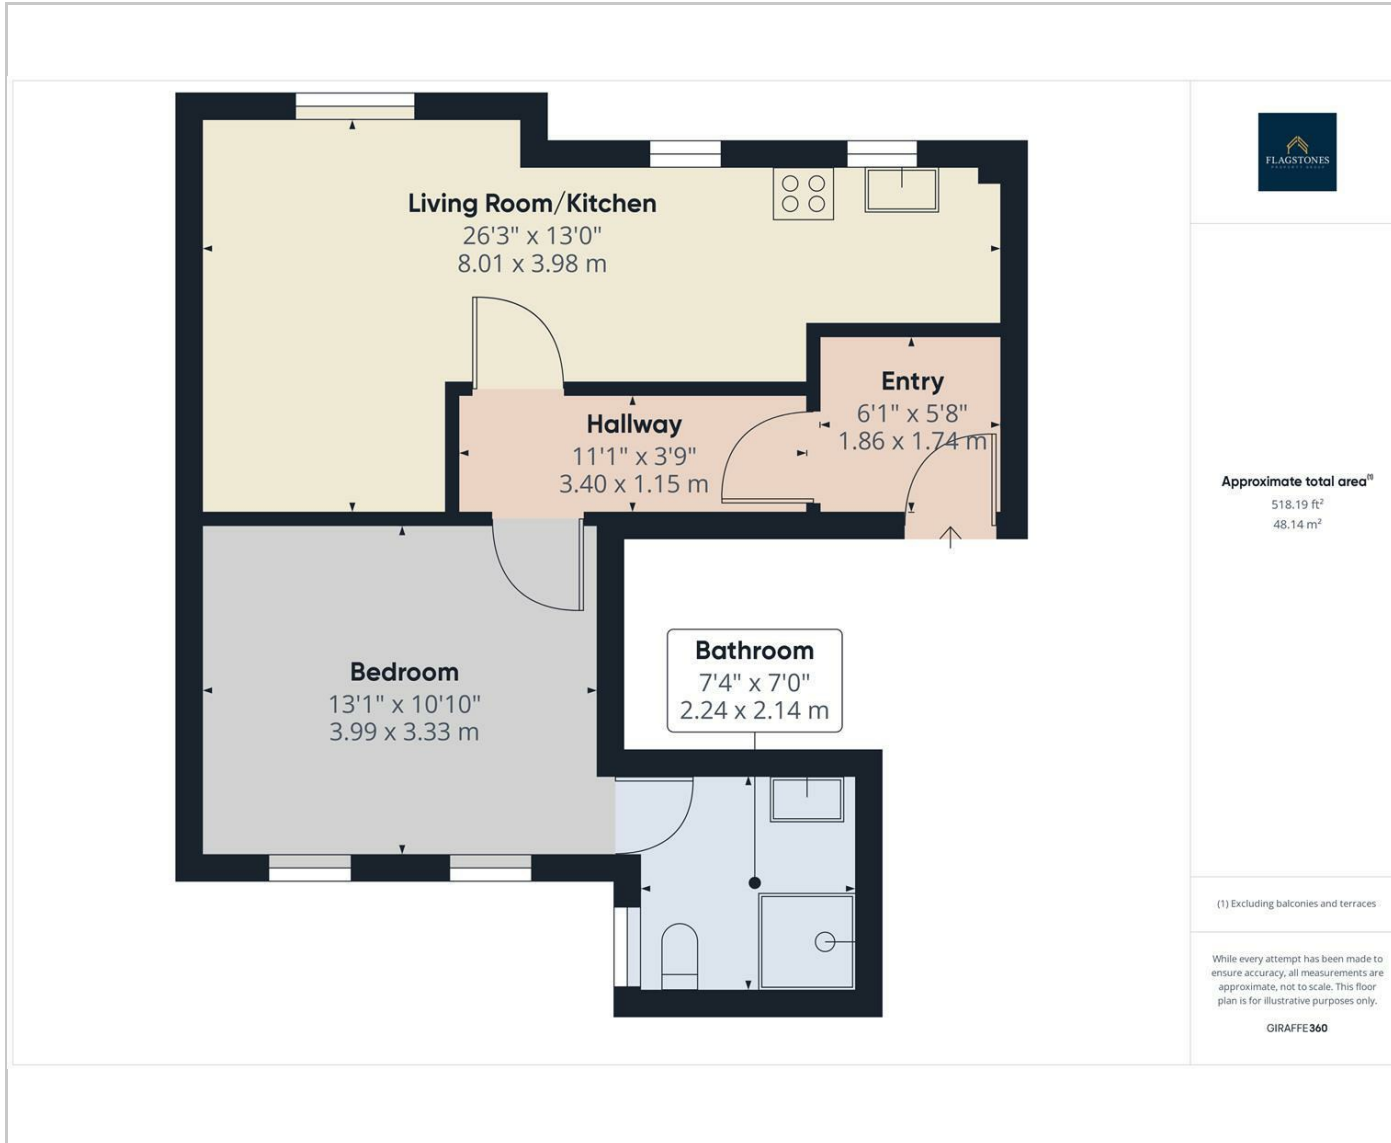 Living Room/Kitchen
26'3" x 13'0"
8.01 x 3.98 m
Entry
6'1" x 5'8"
1.86 x 1.74 m
Hallway
11'1" x 3'9"
3.40 x 1.15 m
Bedroom
13'1" x 10'10"
3.99 x 3.33 m
Bathroom
7'4" x 7'0"
2.24 x 2.14 m
FLAGSTONES
Approximate total area⁽¹⁾
518.19 ft²
48.14 m²
(1) Excluding balconies and terraces
While every attempt has been made to
ensure accuracy, all measurements are
approximate, not to scale. This floor
plan is for illustrative purposes only.
GIRAFFE360